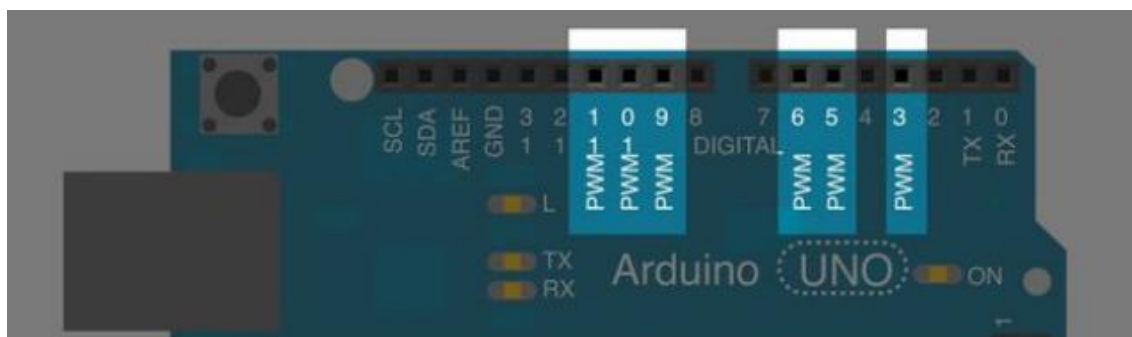 SCL SDA AREF GND 13 12 11 10 9 8 7 6 5 4 3 2 1 0
PWM PWM PWM DIGITAL PWM PWM PWM TX RX
L
TX
RX
Arduino UNO ON
1